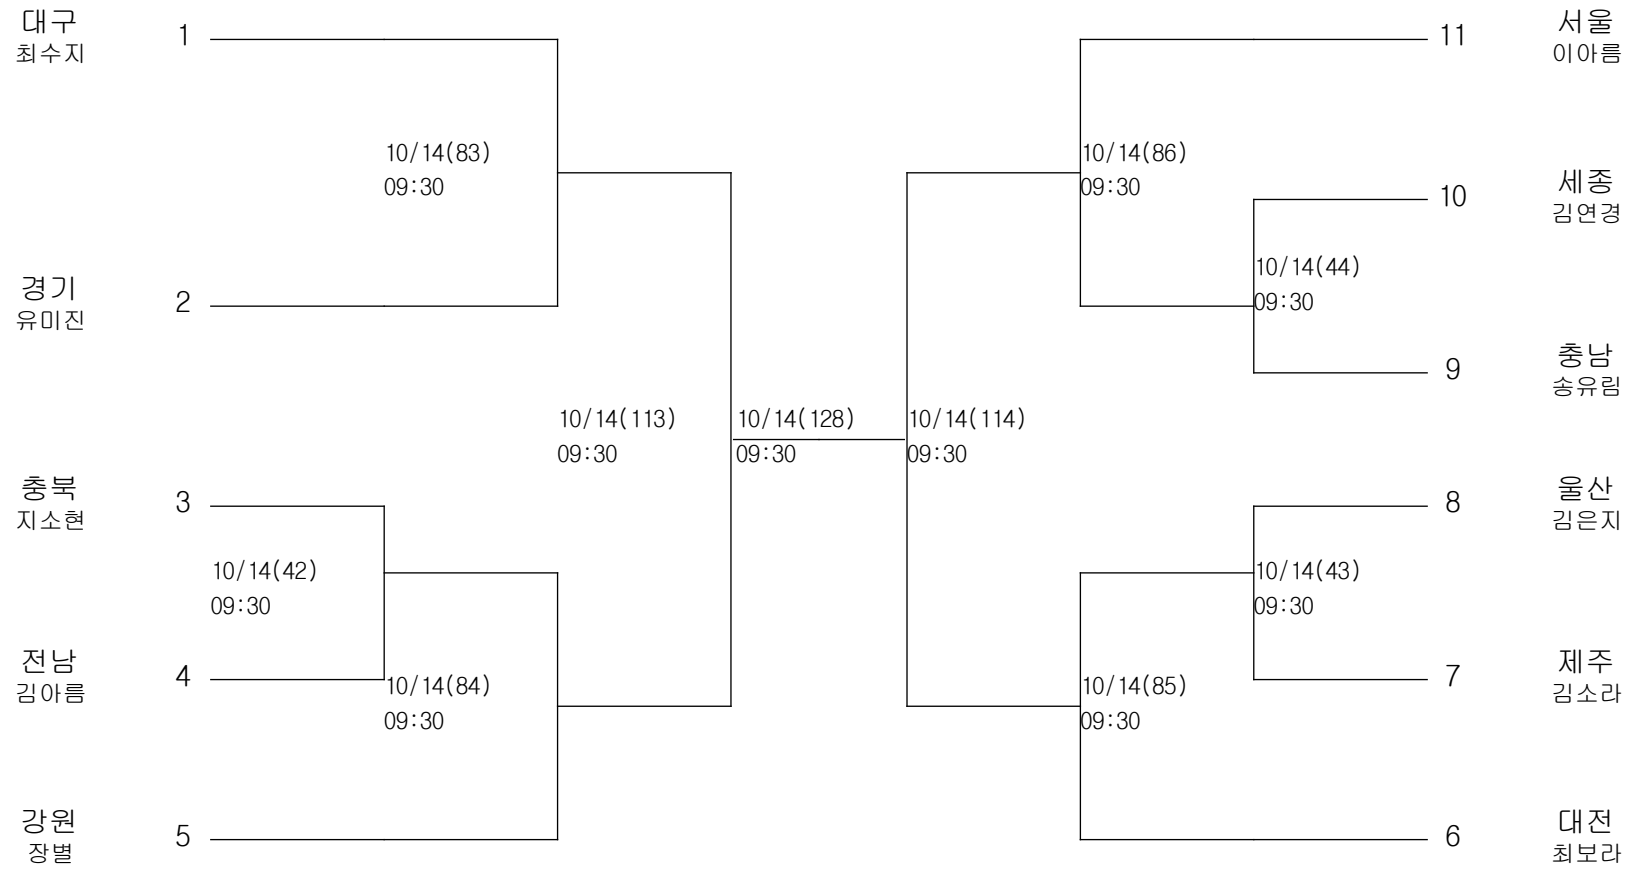 대구
최수지
1
경기
유미진
2
충북
지소현
3
전남
김아름
4
강원
장별
5
10/14(83)
09:30
10/14(42)
09:30
10/14(84)
09:30
10/14(113)
09:30
10/14(128)
09:30
10/14(114)
09:30
10/14(86)
09:30
10/14(44)
09:30
10/14(43)
09:30
10/14(85)
09:30
11
서울
이아름
10
세종
김연경
9
충남
송유림
8
울산
김은지
7
제주
김소라
6
대전
최보라